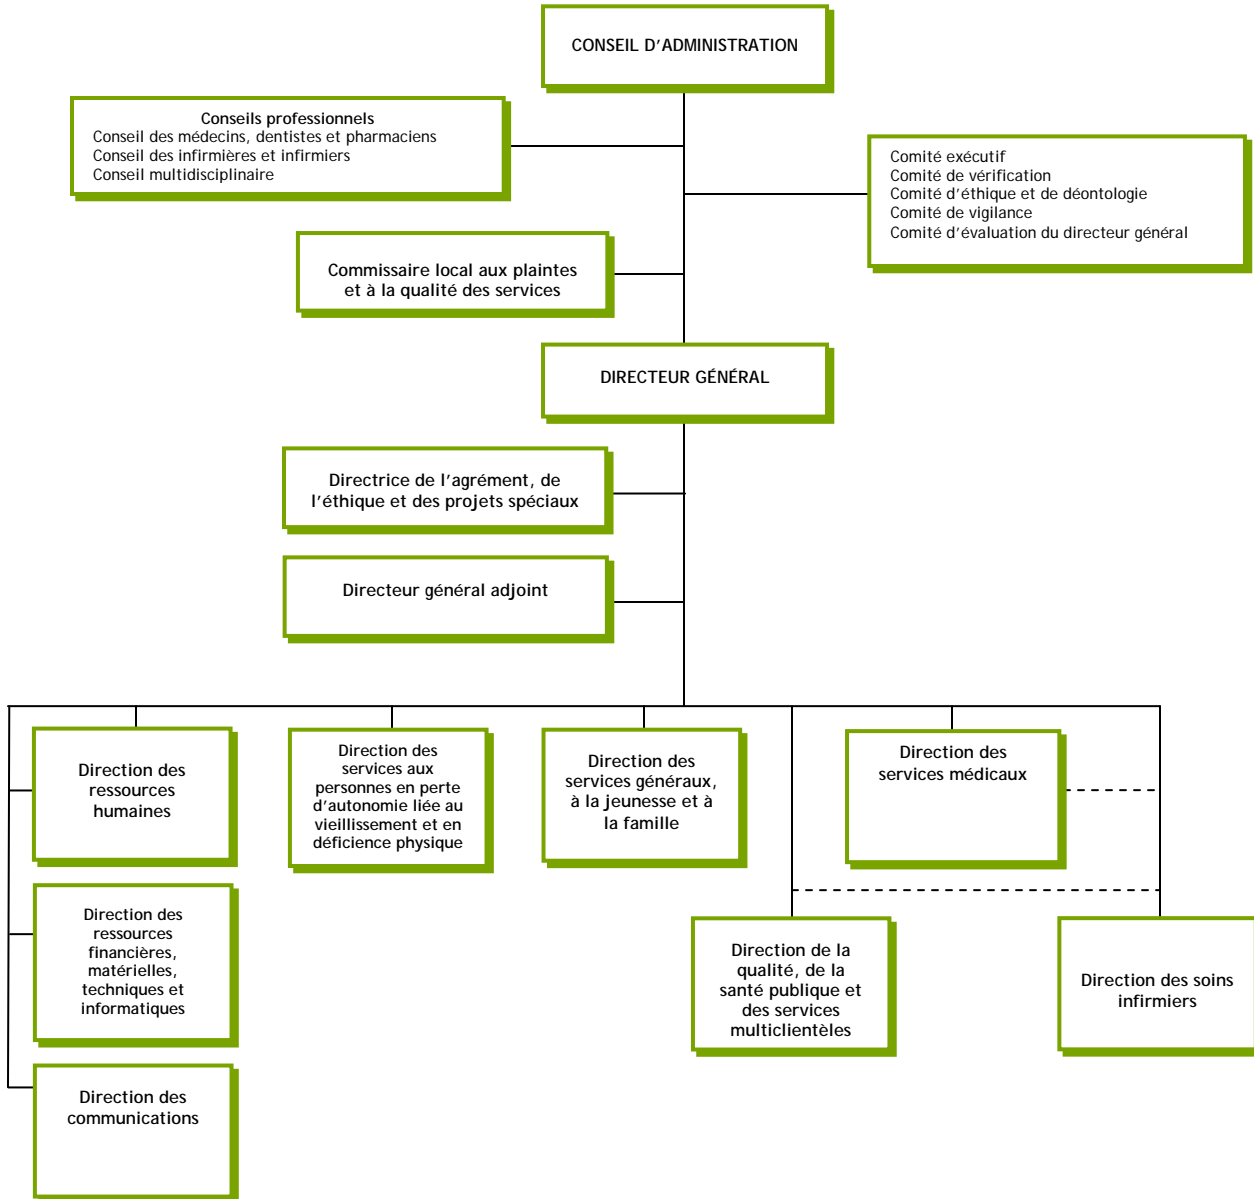 CONSEIL D'ADMINISTRATION
Conseils professionnels
Conseil des médecins, dentistes et pharmaciens
Conseil des infirmières et infirmiers
Conseil multidisciplinaire
Comité exécutif
Comité de vérification
Comité d'éthique et de déontologie
Comité de vigilance
Comité d'évaluation du directeur général
Commissaire local aux plaintes
et à la qualité des services
DIRECTEUR GÉNÉRAL
Directrice de l'agrément, de
l'éthique et des projets spéciaux
Directeur général adjoint
Direction des
ressources
humaines
Direction des
services aux
personnes en perte
d'autonomie liée au
vieillissement et en
déficience physique
Direction des
services généraux,
à la jeunesse et à
la famille
Direction des
services médicaux
Direction des
ressources
financières,
matérielles,
techniques et
informatiques
Direction de la
qualité, de la
santé publique et
des services
multiclientèles
Direction des soins
infirmiers
Direction des
communications